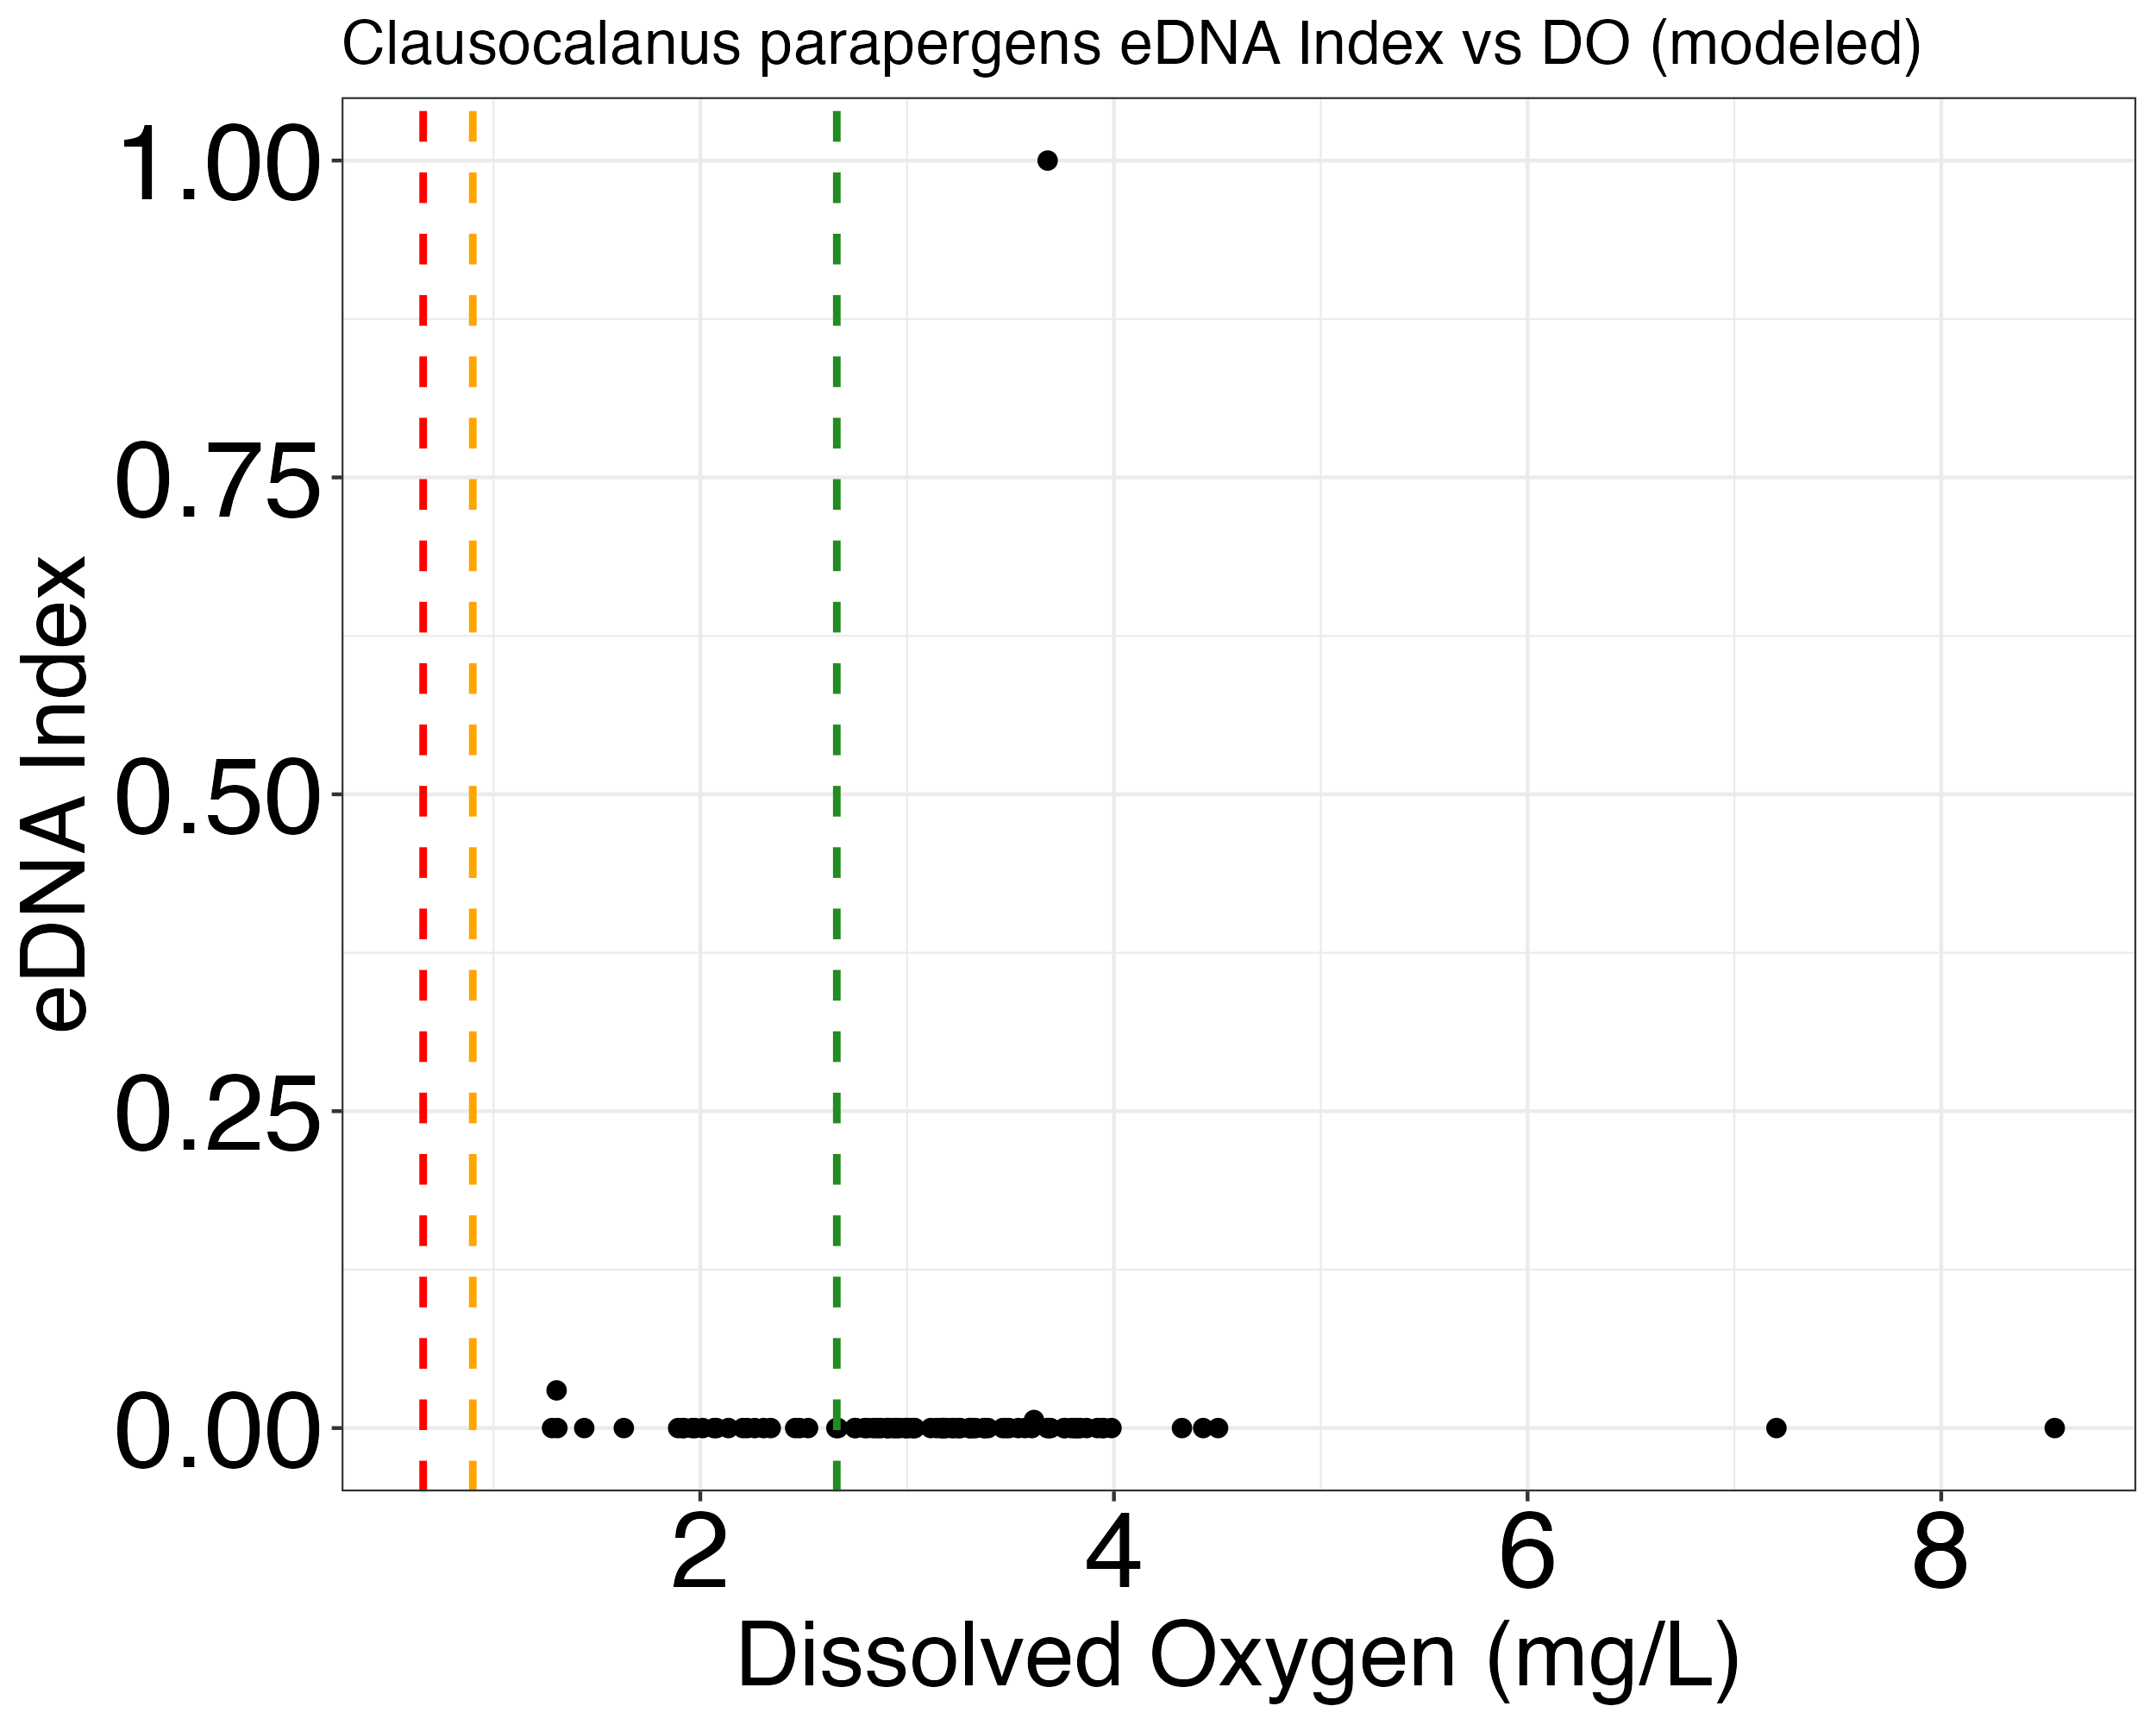 Clausocalanus parapergens eDNA Index vs DO (modeled)
1.00
0.75
0.50
0.25
0.00
eDNA Index
2 4 6 8
Dissolved Oxygen (mg/L)